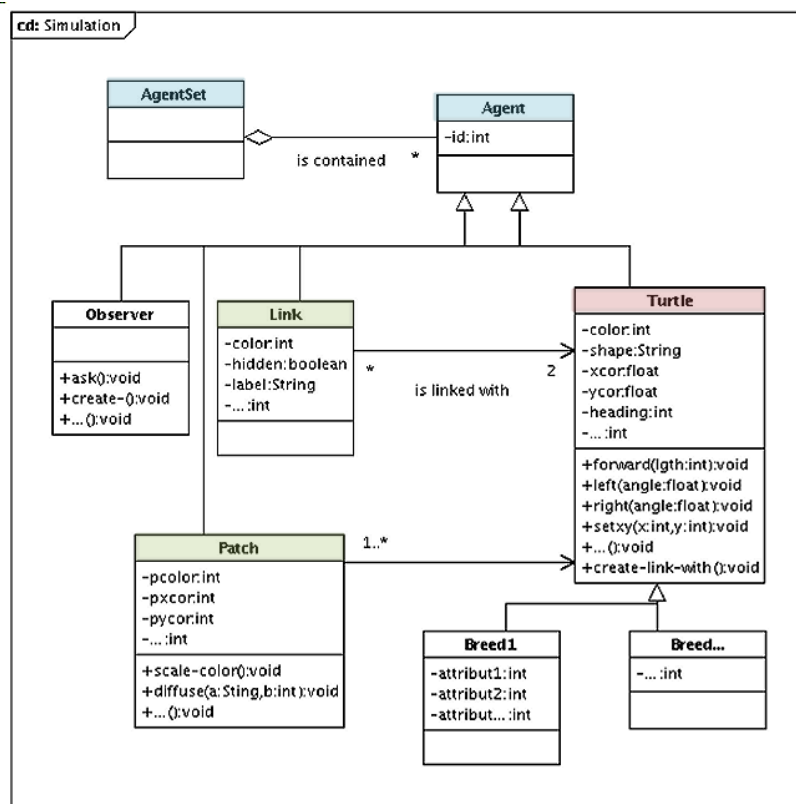 cd: Simulation
AgentSet
Agent
-id:int
is contained
*
Observer
+ask():void
+create-():void
+...():void
Link
-color:int
-hidden:boolean
-label:String
-...:int
*
is linked with
2
Turtle
-color:int
-shape:String
-xcor:float
-ycor:float
-heading:int
-...:int
+forward(lgth:int):void
+left(angle:float):void
+right(angle:float):void
+setxy(x:int,y:int):void
+...():void
+create-link-with():void
Patch
-pcolor:int
-pxcor:int
-pycor:int
-...:int
+scale-color():void
+diffuse(a:Sting,b:int):void
+...():void
1..*
Breed1
-attribut1:int
-attribut2:int
-attribut...:int
Breed...
-...:int